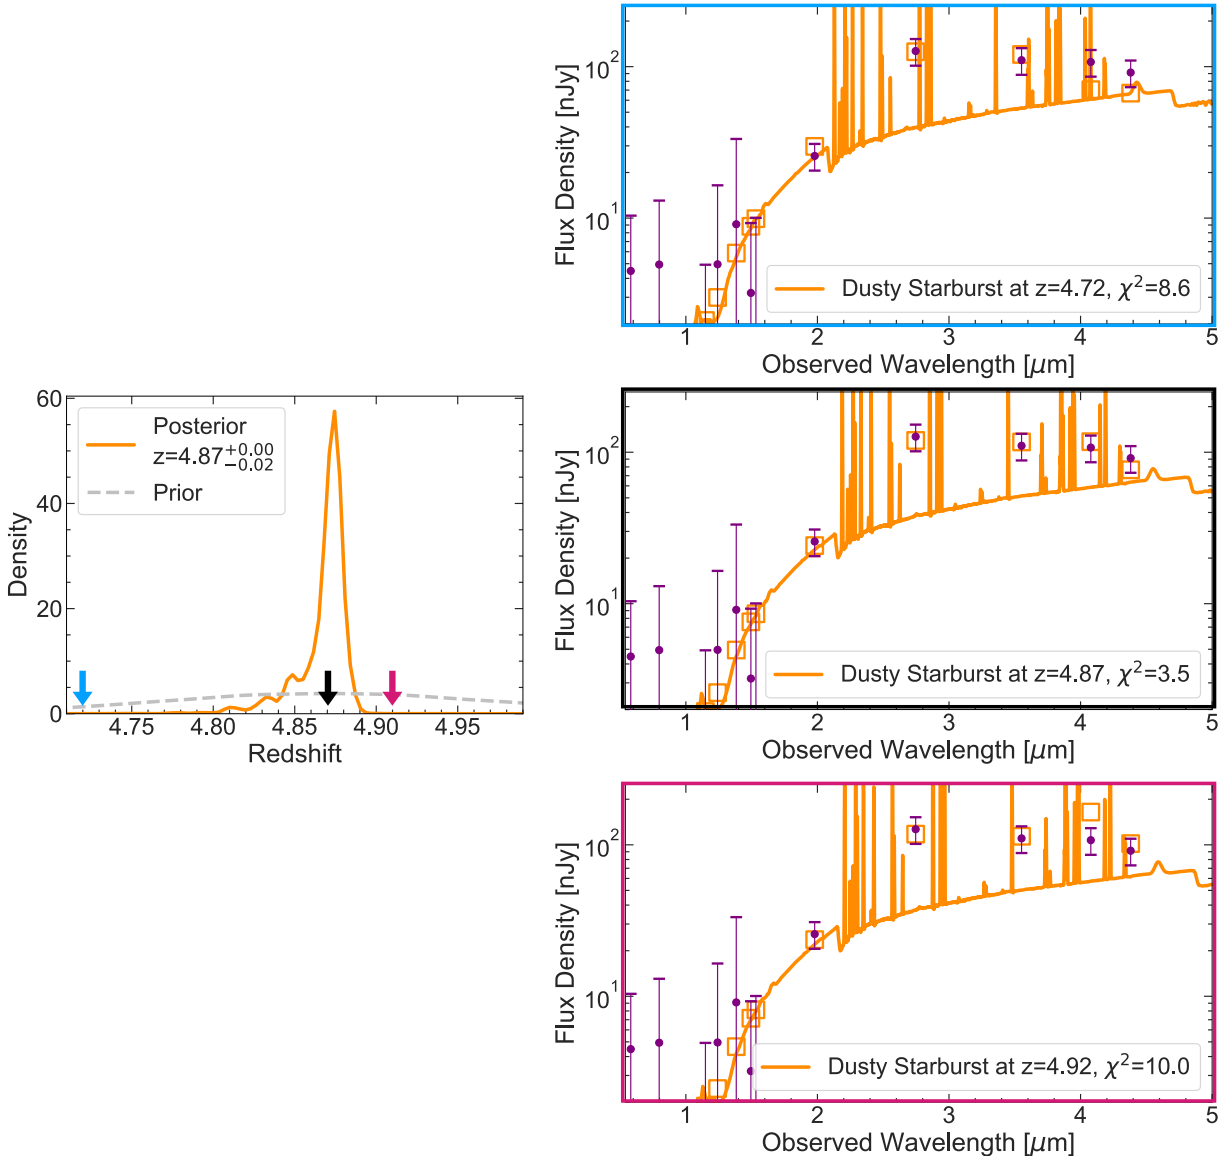 10²
10¹
Flux Density [nJy]
Dusty Starburst at z=4.72, χ²=8.6
1 2 3 4 5
Observed Wavelength [μm]
60
40
20
0
Density
Posterior
z=4.87+0.00 −0.02
Prior
4.75 4.80 4.85 4.90 4.95
Redshift
10²
10¹
Flux Density [nJy]
Dusty Starburst at z=4.87, χ²=3.5
1 2 3 4 5
Observed Wavelength [μm]
10²
10¹
Flux Density [nJy]
Dusty Starburst at z=4.92, χ²=10.0
1 2 3 4 5
Observed Wavelength [μm]